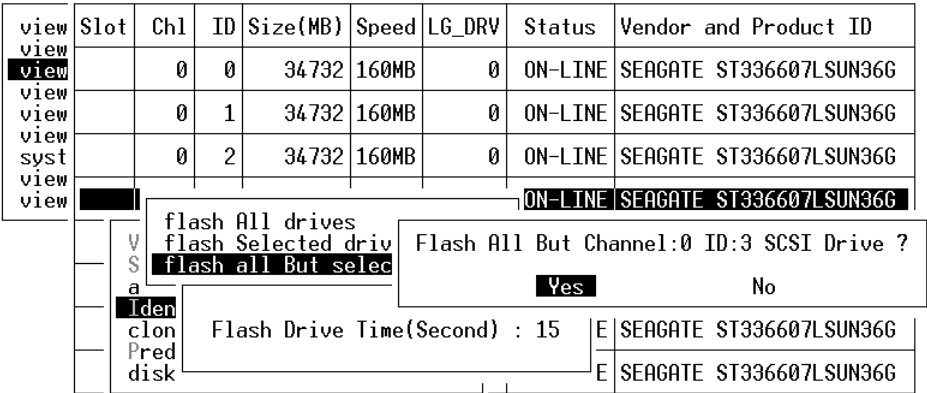 view Slot Chl ID Size(MB) Speed LG_DRV Status Vendor and Product ID
view
view 0 0 34732 160MB 0 ON-LINE SEAGATE ST336607LSUN36G
view
view 0 1 34732 160MB 0 ON-LINE SEAGATE ST336607LSUN36G
view
syst 0 2 34732 160MB 0 ON-LINE SEAGATE ST336607LSUN36G
view
view ON-LINE SEAGATE ST336607LSUN36G
flash All drives
V flash Selected driv Flash All But Channel:0 ID:3 SCSI Drive ?
S flash all But selec
a Yes No
Iden
clon Flash Drive Time(Second) : 15 E SEAGATE ST336607LSUN36G
Pred
disk E SEAGATE ST336607LSUN36G